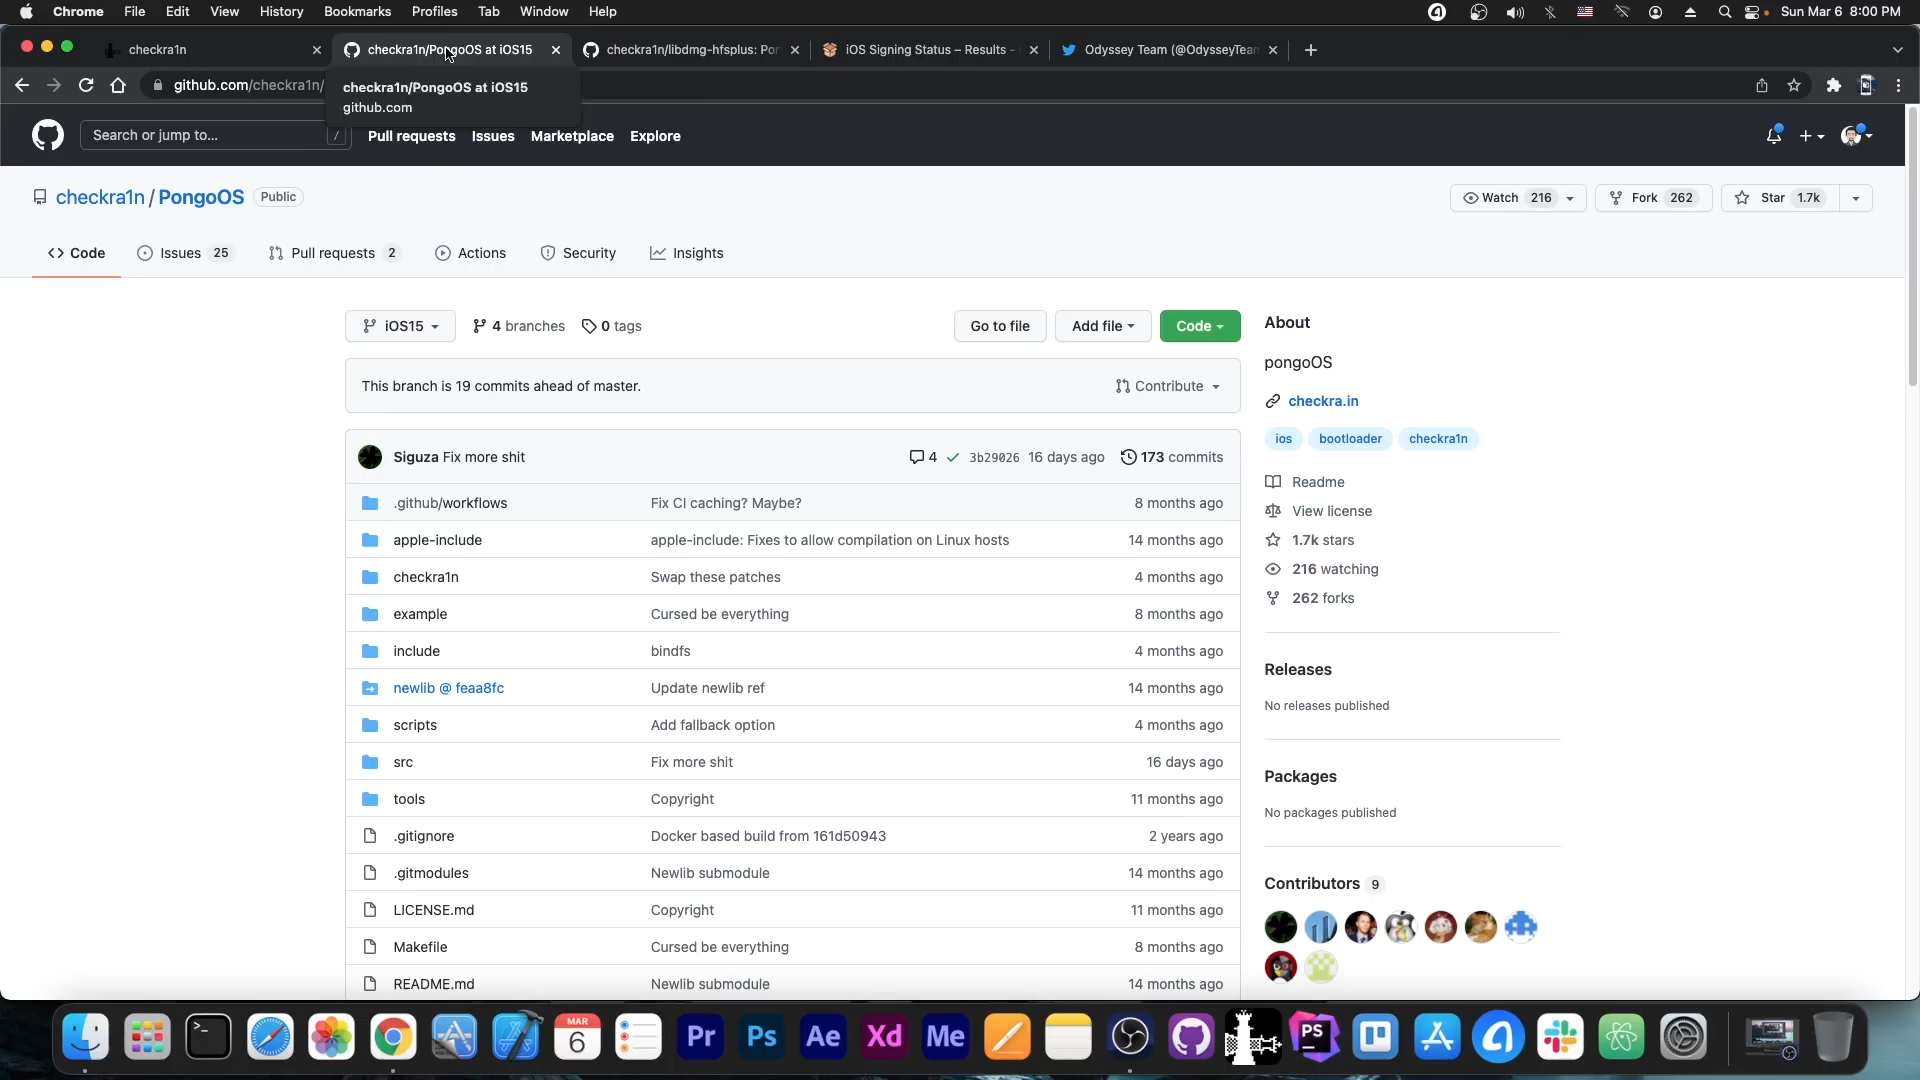 Chrome File Edit View History Bookmarks Profiles Tab Window Help Sun Mar 6 8:00 PM
checkra1n checkra1n/PongoOS at iOS15 checkra1n/libdmg-hfsplus: Por iOS Signing Status – Results - Odyssey Team (@OdysseyTeam
github.com/checkra1n/
checkra1n/PongoOS at iOS15
github.com
Search or jump to... / Pull requests Issues Marketplace Explore
checkra1n / PongoOS Public Watch 216 Fork 262 Star 1.7k
Code Issues 25 Pull requests 2 Actions Security Insights
iOS15 4 branches 0 tags Go to file Add file Code
This branch is 19 commits ahead of master. Contribute
Siguza Fix more shit 4 3b29026 16 days ago 173 commits
.github/workflows Fix CI caching? Maybe? 8 months ago
apple-include apple-include: Fixes to allow compilation on Linux hosts 14 months ago
checkra1n Swap these patches 4 months ago
example Cursed be everything 8 months ago
include bindfs 4 months ago
newlib @ feaa8fc Update newlib ref 14 months ago
scripts Add fallback option 4 months ago
src Fix more shit 16 days ago
tools Copyright 11 months ago
.gitignore Docker based build from 161d50943 2 years ago
.gitmodules Newlib submodule 14 months ago
LICENSE.md Copyright 11 months ago
Makefile Cursed be everything 8 months ago
README.md Newlib submodule 14 months ago
About
pongoOS
checkra.in
ios bootloader checkra1n
Readme
View license
1.7k stars
216 watching
262 forks
Releases
No releases published
Packages
No packages published
Contributors 9
MAR
6 Pr Ps Ae Xd Me PS